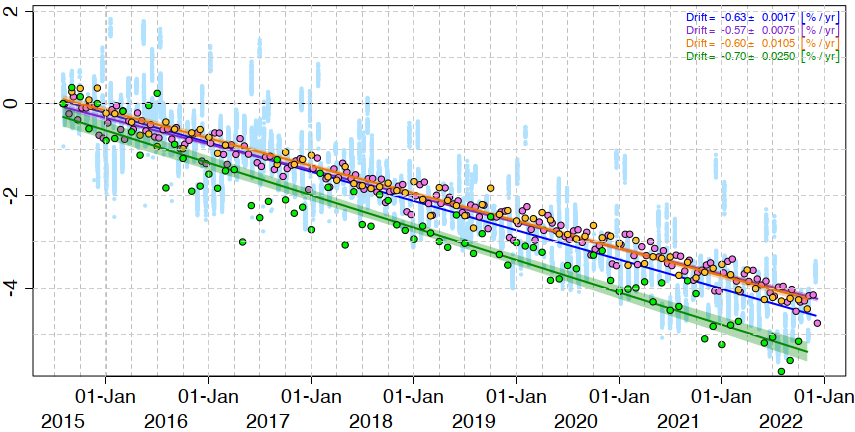 Drift= -0.63± 0.0017 [% / yr]
Drift= -0.57± 0.0075 [% / yr]
Drift= -0.60± 0.0105 [% / yr]
Drift= -0.70± 0.0250 [% / yr]
2
0
-2
-4
01-Jan 01-Jan 01-Jan 01-Jan 01-Jan 01-Jan 01-Jan 01-Jan
2015 2016 2017 2018 2019 2020 2021 2022